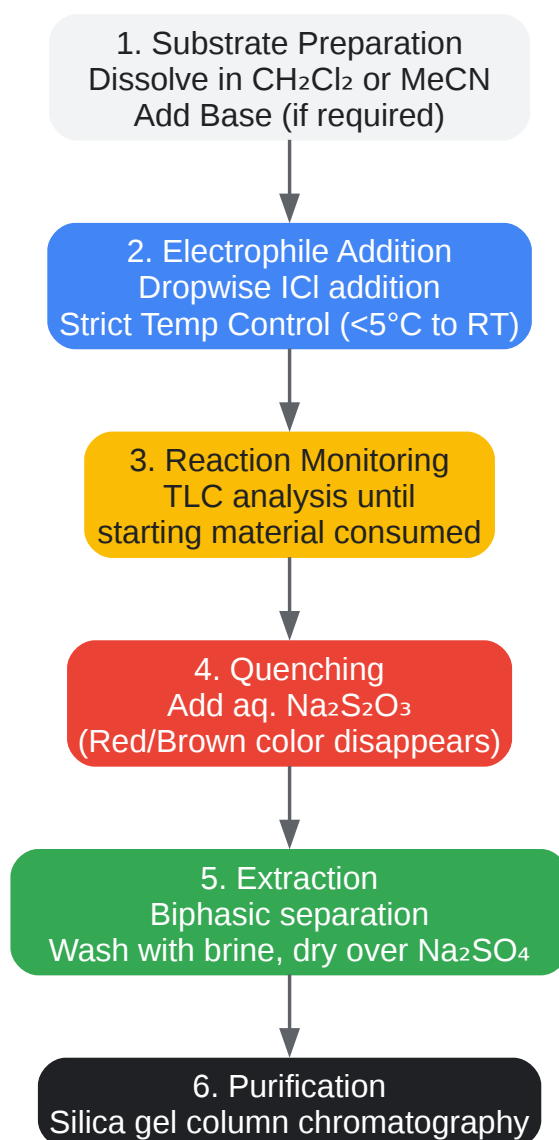 1. Substrate Preparation
Dissolve in CH₂Cl₂ or MeCN
Add Base (if required)
2. Electrophile Addition
Dropwise ICl addition
Strict Temp Control (<5°C to RT)
3. Reaction Monitoring
TLC analysis until
starting material consumed
4. Quenching
Add aq. Na₂S₂O₃
(Red/Brown color disappears)
5. Extraction
Biphasic separation
Wash with brine, dry over Na₂SO₄
6. Purification
Silica gel column chromatography